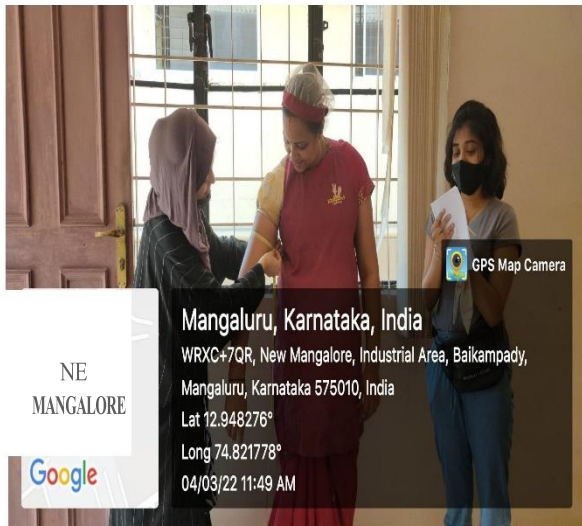 GPS Map Camera
Mangaluru, Karnataka, India
WRXC+7QR, New Mangalore, Industrial Area, Baikampady,
Mangaluru, Karnataka 575010, India
Lat 12.948276°
Long 74.821778°
04/03/22 11:49 AM
NE
MANGALORE
Google